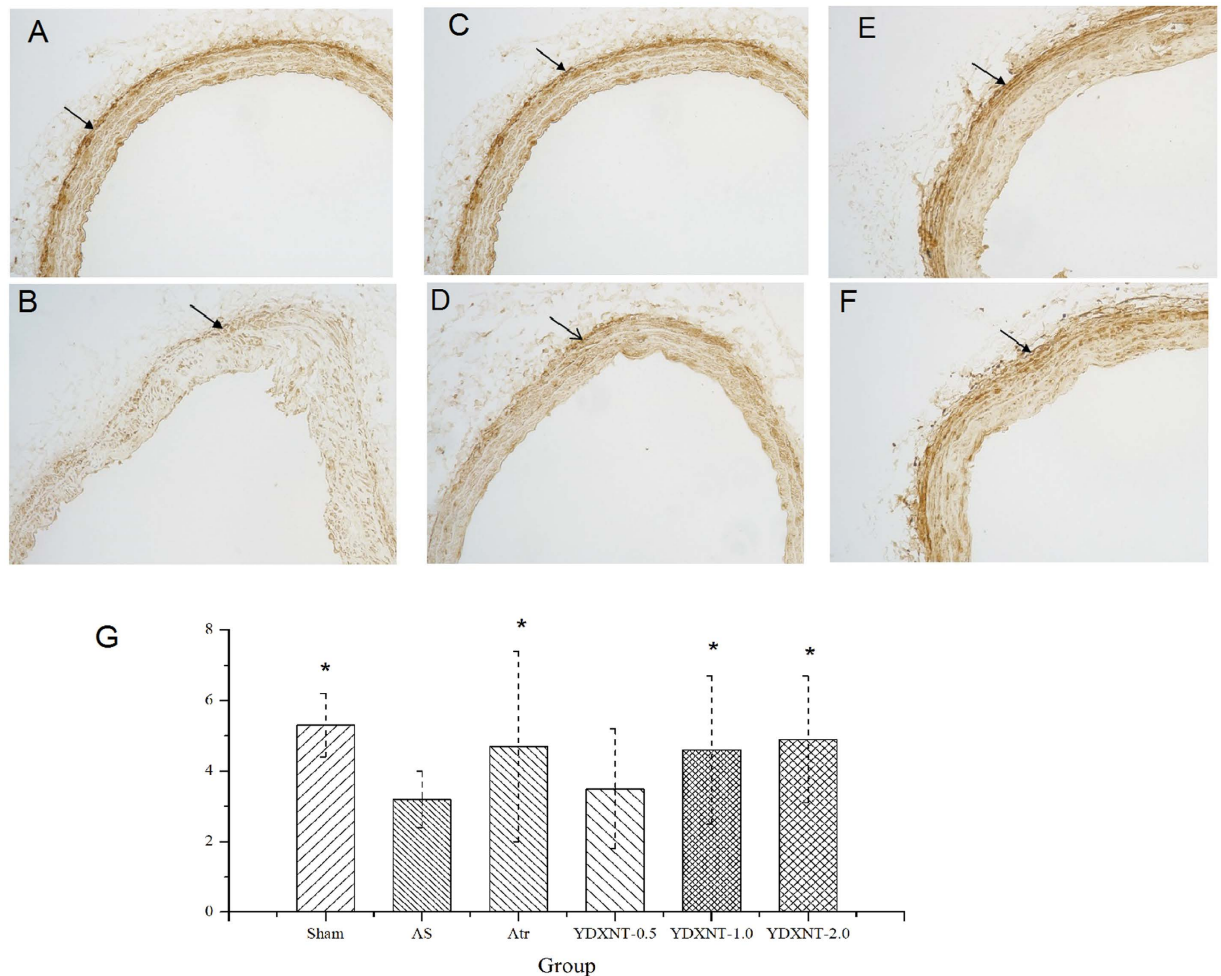 A
C
E
B
D
F
G
8
6
4
2
0
*
*
*
*
Sham
AS
Atr
YDXNT-0.5
YDXNT-1.0
YDXNT-2.0
Group